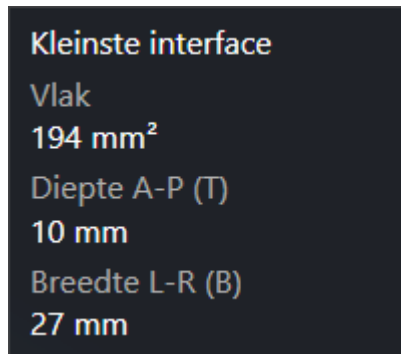 Kleinste interface
Vlak
194 mm²
Diepte A-P (T)
10 mm
Breedte L-R (B)
27 mm